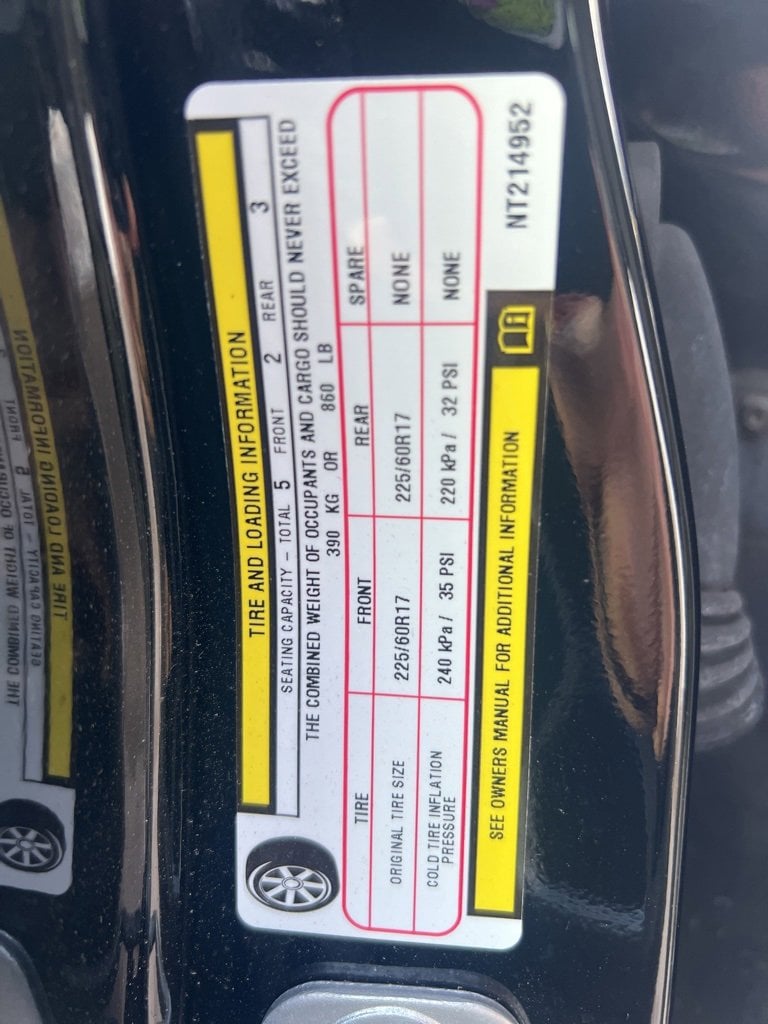 TIRE AND LOADING INFORMATION
SEATING CAPACITY - TOTAL 5 FRONT 2 REAR 3
THE COMBINED WEIGHT OF OCCUPANTS AND CARGO SHOULD NEVER EXCEED
390 KG OR 860 LB
TIRE FRONT REAR SPARE
ORIGINAL TIRE SIZE 225/60R17 225/60R17 NONE
COLD TIRE INFLATION PRESSURE 240 kPa / 35 PSI 220 kPa / 32 PSI NONE
SEE OWNERS MANUAL FOR ADDITIONAL INFORMATION
NT214952